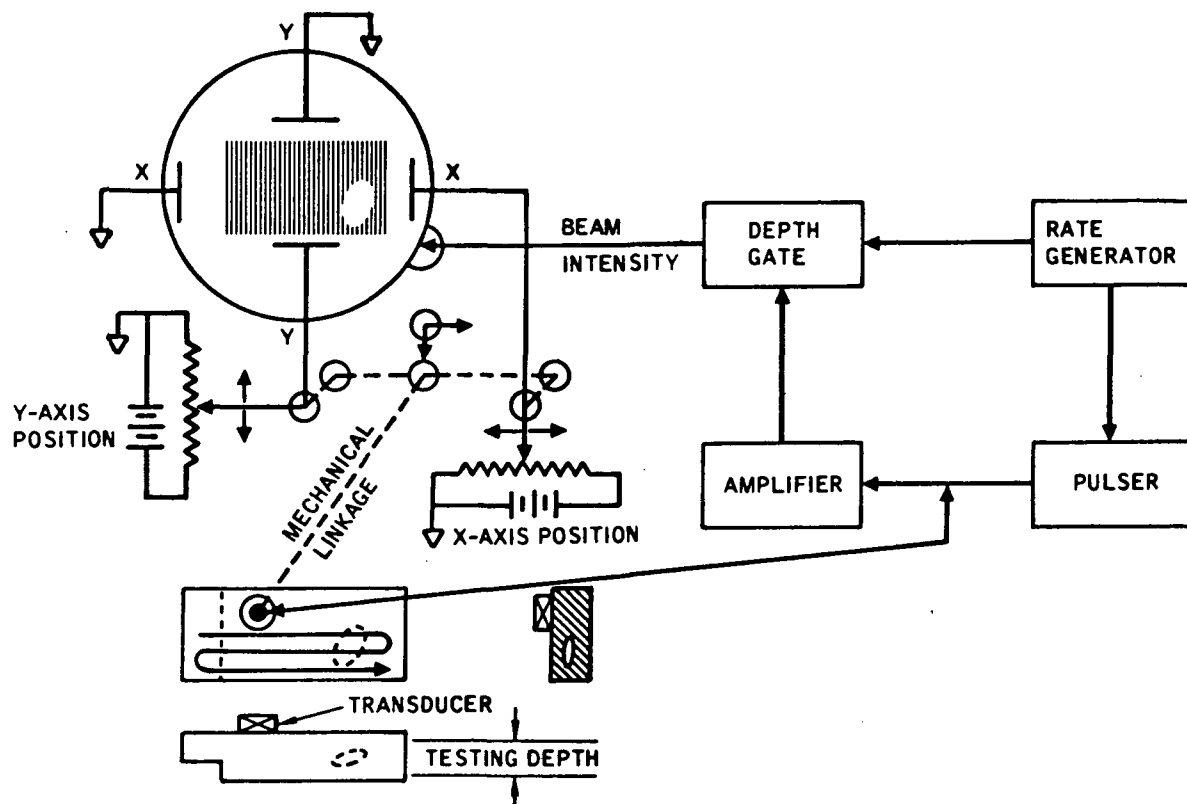 Y
X
X
BEAM
INTENSITY
DEPTH
GATE
RATE
GENERATOR
Y
Y-AXIS
POSITION
MECHANICAL
LINKAGE
X-AXIS POSITION
AMPLIFIER
PULSER
TRANSDUCER
TESTING DEPTH